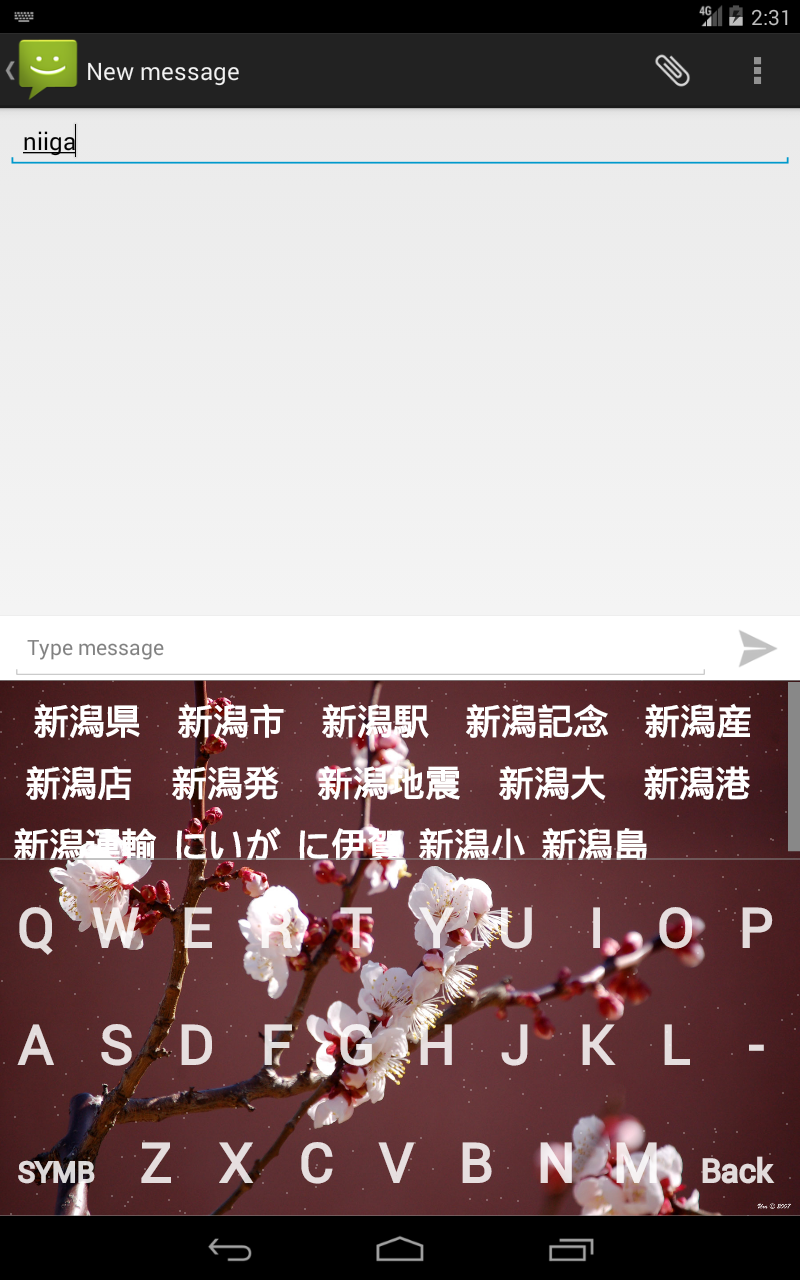 4G 2:31
New message
niiga
Type message
新潟県 新潟市 新潟駅 新潟記念 新潟産
新潟店 新潟発 新潟地震 新潟大 新潟港
新潟運輸 にいが に伊賀 新潟小 新潟島
Q W E R T Y U I O P
A S D F G H J K L -
SYMB Z X C V B N M Back